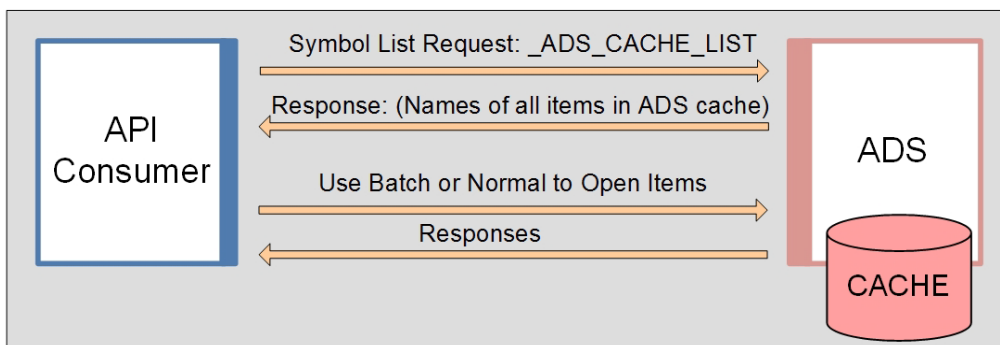 Symbol List Request: _ADS_CACHE_LIST
Response: (Names of all items in ADS cache)
API
Consumer
ADS
Use Batch or Normal to Open Items
Responses
CACHE